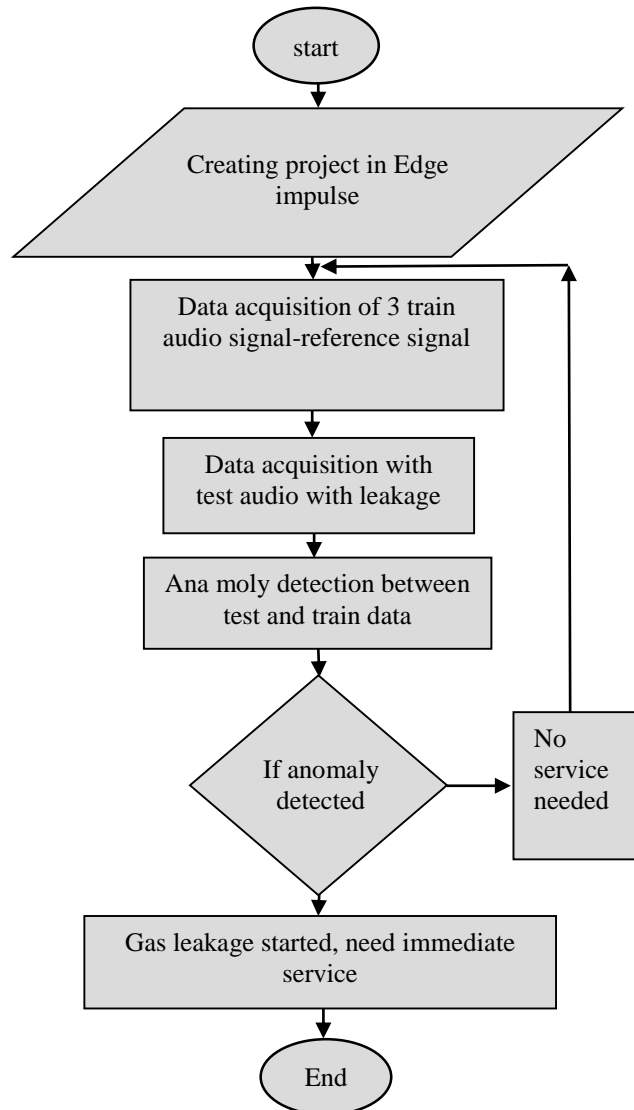 start
Creating project in Edge
impulse
Data acquisition of 3 train
audio signal-reference signal
Data acquisition with
test audio with leakage
Ana moly detection between
test and train data
If anomaly
detected
No
service
needed
Gas leakage started, need immediate
service
End